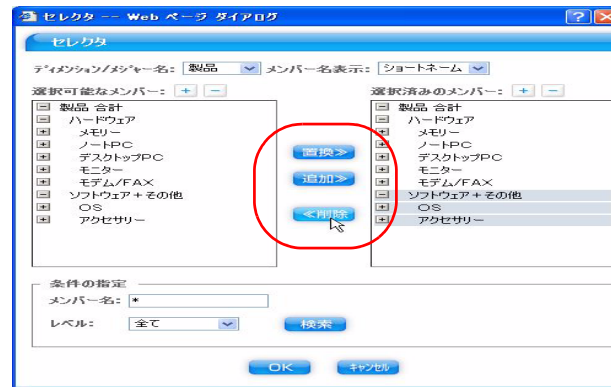 セレクタ -- Web ページ ダイアログ
セレクタ
ディメンション/メジャー名: 製品 メンバー名表示: ショートネーム
選択可能なメンバー: + -
製品 合計
ハードウェア
メモリー
ノートPC
デスクトップPC
モニター
モデム/FAX
ソフトウェア+その他
OS
アクセサリー
置換≫
追加≫
≪削除
選択済みのメンバー: + -
製品 合計
ハードウェア
メモリー
ノートPC
デスクトップPC
モニター
モデム/FAX
ソフトウェア+その他
OS
アクセサリー
条件の指定
メンバー名: *
レベル: 全て 検索
OK キャンセル